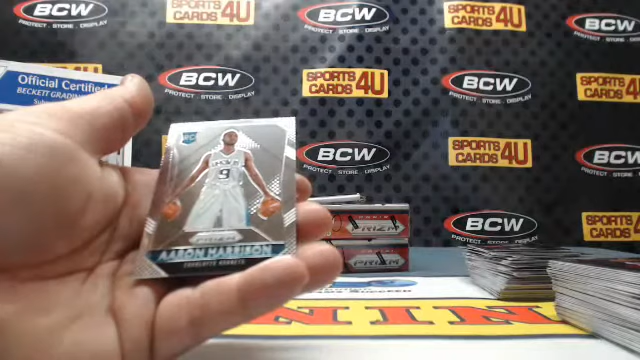 BCW
PROTECT . STORE . DISPLAY
SPORTS
CARDS 4U
BCW
PROTECT . STORE . DISPLAY
SPORTS
CARDS 4U
BCW
PROTECT . STORE . DISPLAY
Official Certified
BECKETT GRADING
BCW
PROTECT . STORE . DISPLAY
SPORTS
CARDS 4U
BCW
PROTECT . STORE . DISPLAY
SPORTS
CARDS 4U
RC
9
PRIZM
AARON HARRISON
CHARLOTTE HORNETS
BCW
PROTECT . STORE . DISPLAY
SPORTS
CARDS 4U
BCW
PROTECT . STORE . DISPLAY
PRIZM
PRIZM
BCW
PROTECT . STORE . DISPLAY
SPORTS
CARDS 4U